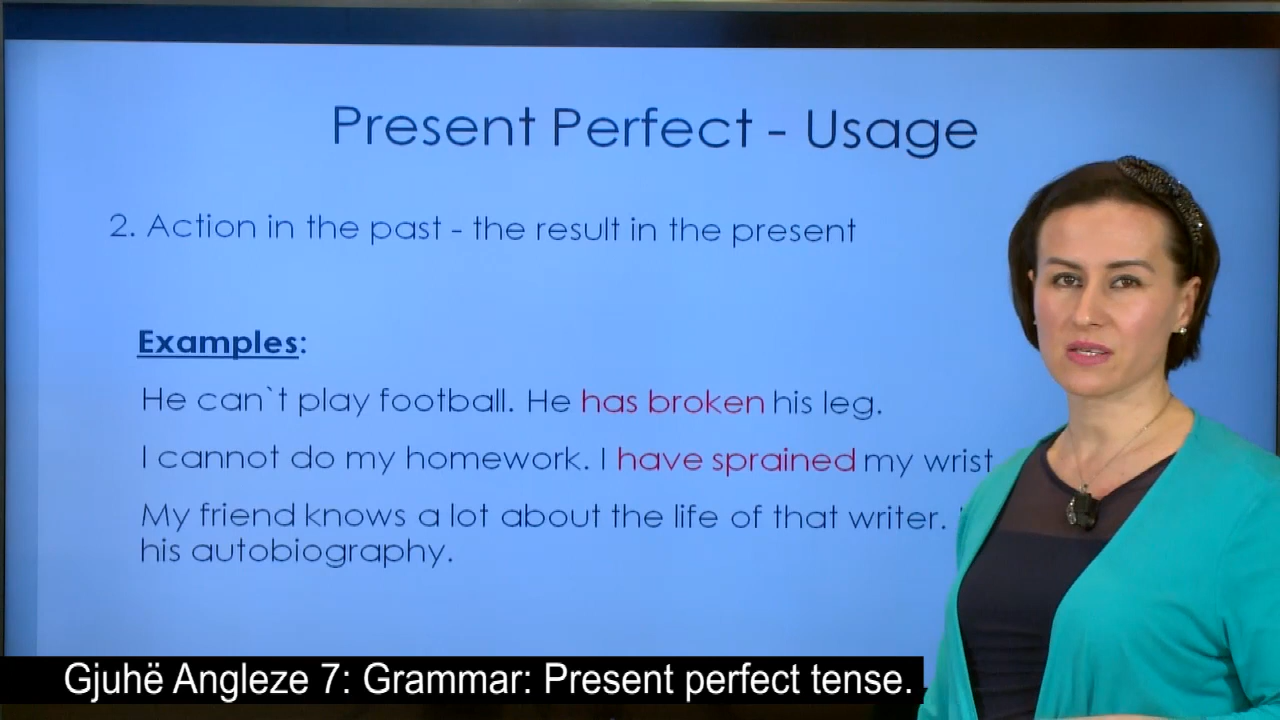 Present Perfect - Usage
2. Action in the past - the result in the present
Examples:
He can`t play football. He has broken his leg.
I cannot do my homework. I have sprained my wrist
My friend knows a lot about the life of that writer.
his autobiography.
Gjuhë Angleze 7: Grammar: Present perfect tense.